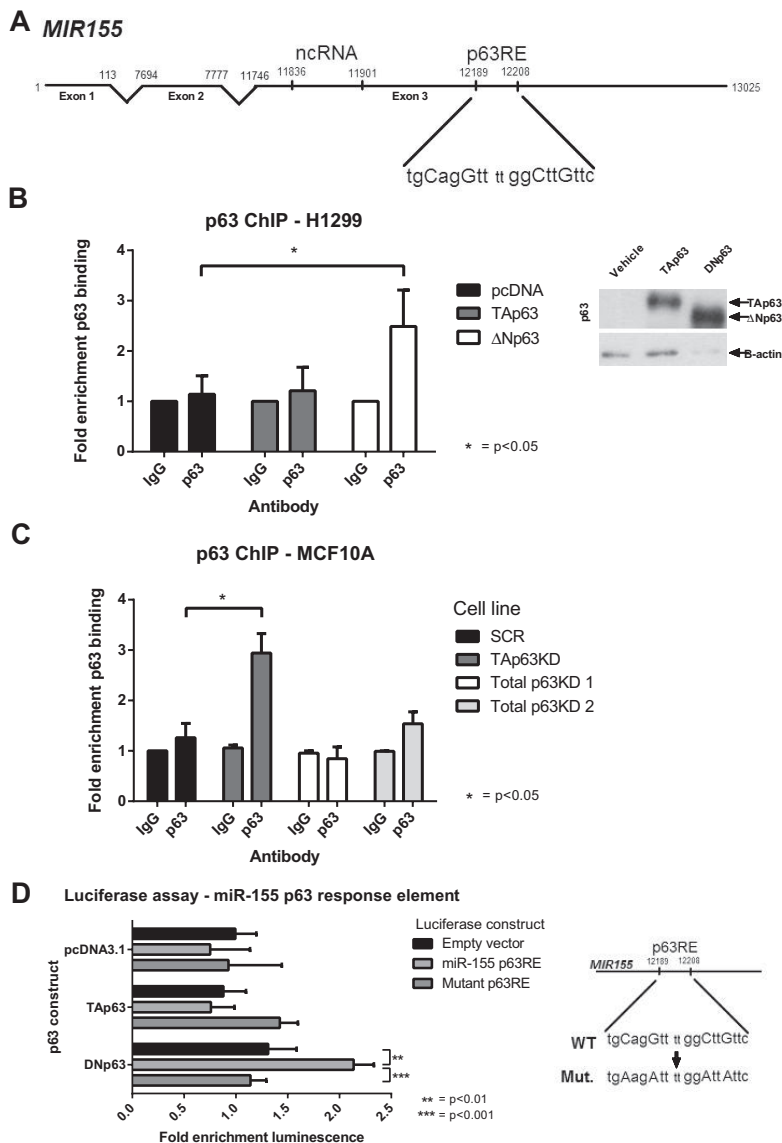 A MIR155
ncRNA
p63RE
1
113
7694
7777
11746
11836
11901
12189
12208
13025
Exon 1
Exon 2
Exon 3
tgCagGtt tt ggCttGttc
B
p63 ChIP - H1299
Fold enrichment p63 binding
4
3
2
1
0
*
IgG
p63
IgG
p63
IgG
p63
Antibody
pcDNA
TAp63
ΔNp63
* = p<0.05
Vehicle
TAp63
DNp63
p63
TAp63
ΔNp63
B-actin
C
p63 ChIP - MCF10A
Fold enrichment p63 binding
4
3
2
1
0
*
IgG
p63
IgG
p63
IgG
p63
IgG
p63
Antibody
Cell line
SCR
TAp63KD
Total p63KD 1
Total p63KD 2
* = p<0.05
D Luciferase assay - miR-155 p63 response element
p63 construct
pcDNA3.1
TAp63
DNp63
**
***
0.0
0.5
1.0
1.5
2.0
2.5
Fold enrichment luminescence
Luciferase construct
Empty vector
miR-155 p63RE
Mutant p63RE
** = p<0.01
*** = p<0.001
p63RE
MIR155
12189
12208
WT tgCagGtt tt ggCttGttc
Mut. tgAagAtt tt ggAttAttc